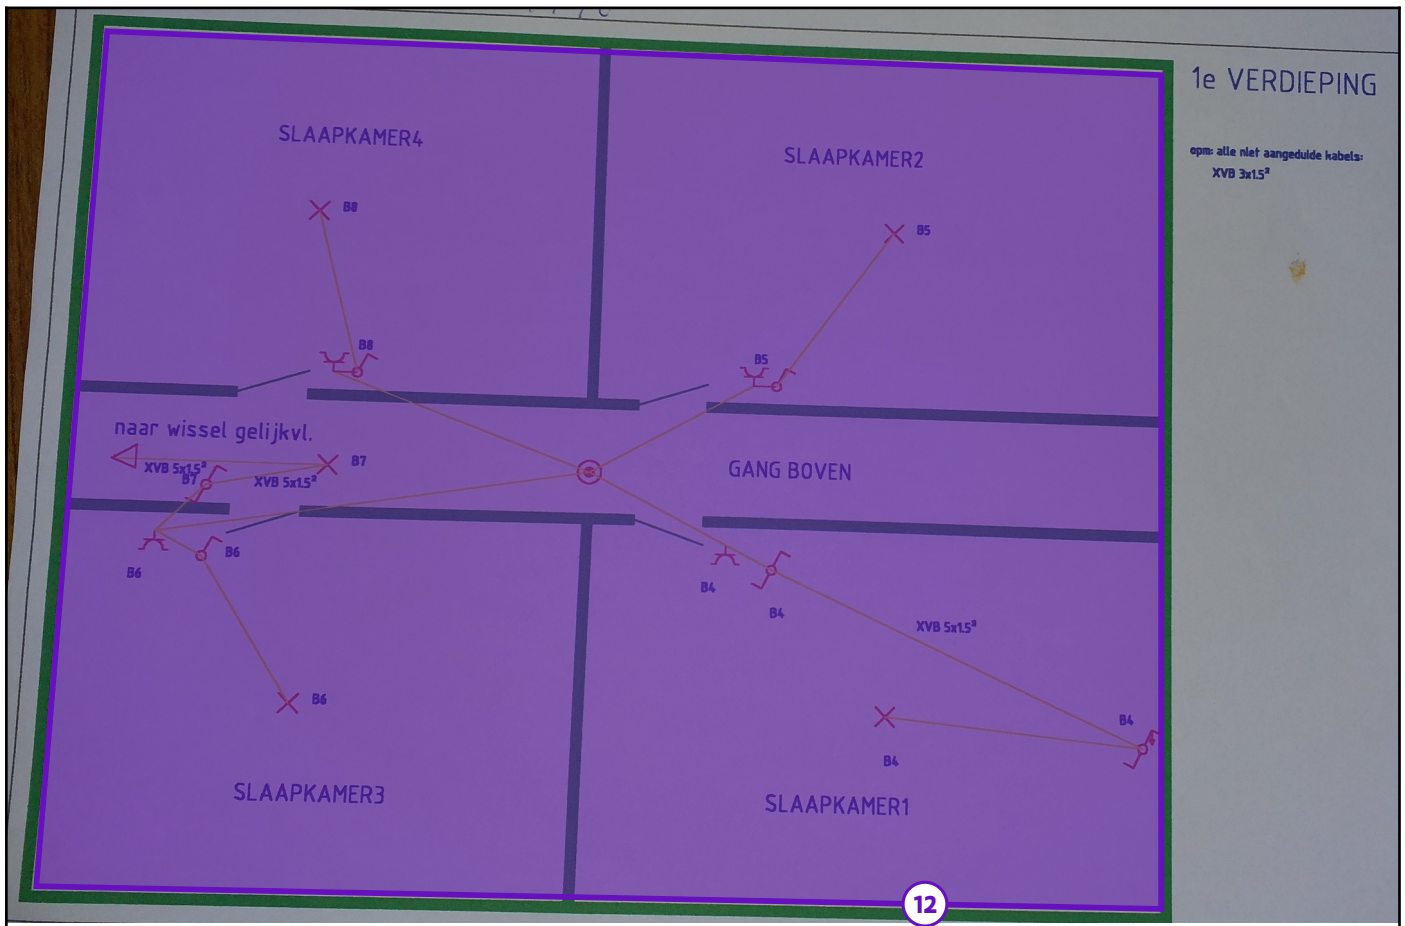 1e VERDIEPING
opm: alle niet aangeduide kabels:
XVB 3x1.5²
SLAAPKAMER4
SLAAPKAMER2
B8
B5
B8
B5
naar wissel gelijkvl.
XVB 5x1.5²
B7
B7
XVB 5x1.5²
GANG BOVEN
B6
B6
B4
B4
XVB 5x1.5²
B6
B4
B4
SLAAPKAMER3
SLAAPKAMER1
12